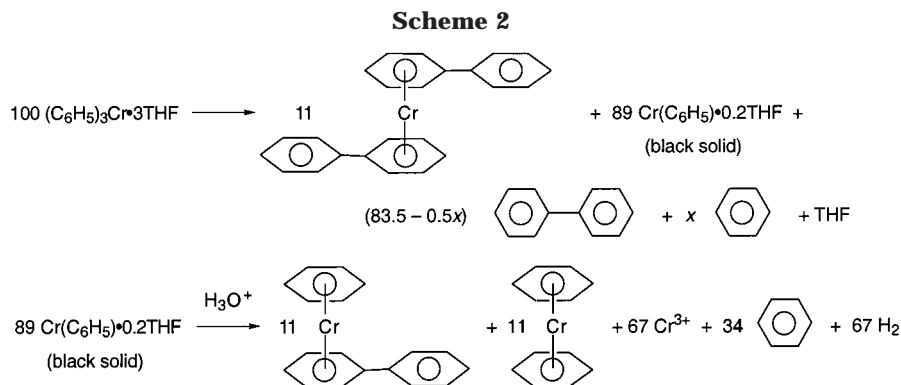 Scheme 2
100 (C₆H₅)₃Cr•3THF
11
Cr
+ 89 Cr(C₆H₅)•0.2THF +
(black solid)
(83.5 – 0.5x)
+ x
+ THF
89 Cr(C₆H₅)•0.2THF
(black solid)
H₃O⁺
11
Cr
+ 11
Cr
+ 67 Cr³⁺ + 34
+ 67 H₂